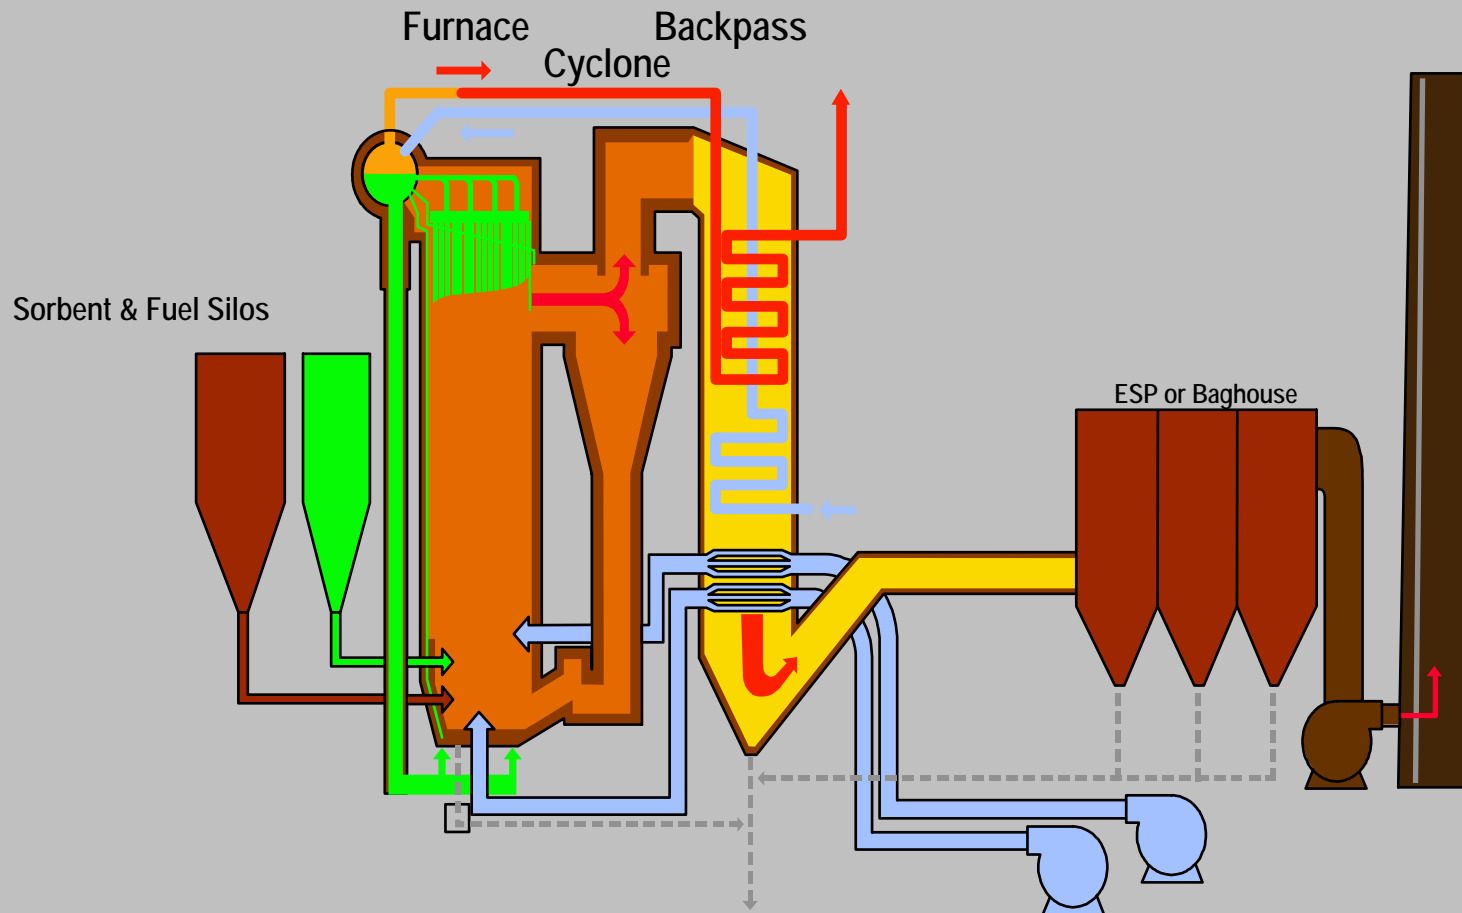 Furnace
Backpass
Cyclone
Sorbent & Fuel Silos
ESP or Baghouse